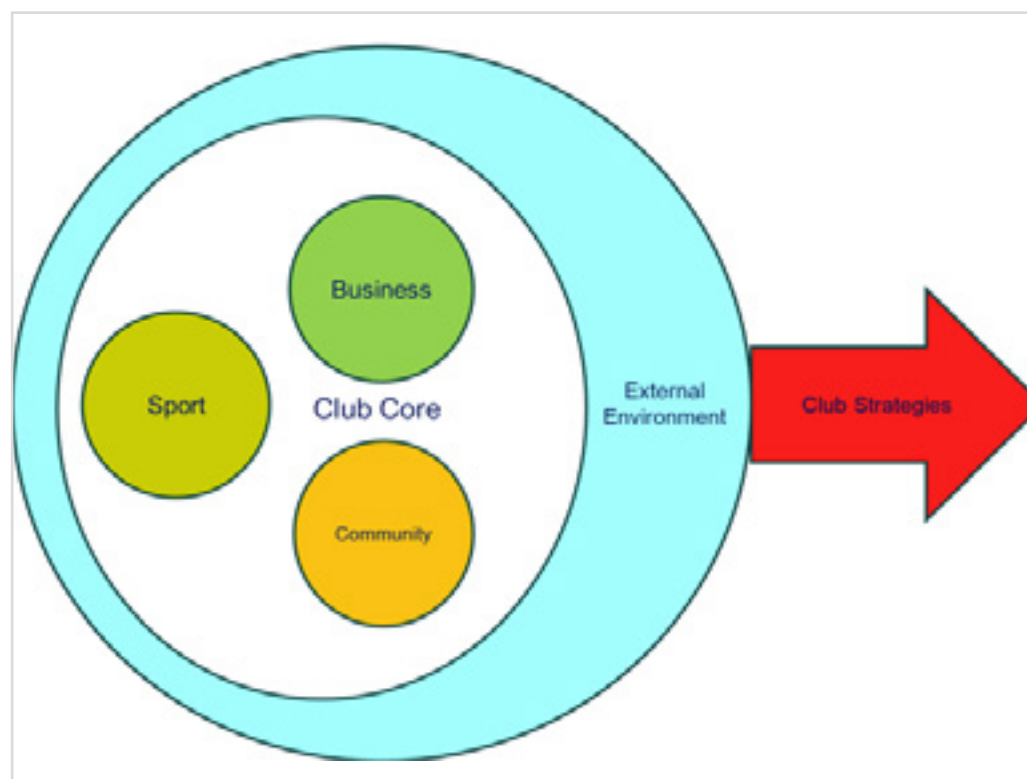 Business
Sport
Club Core
Community
External
Environment
Club Strategies